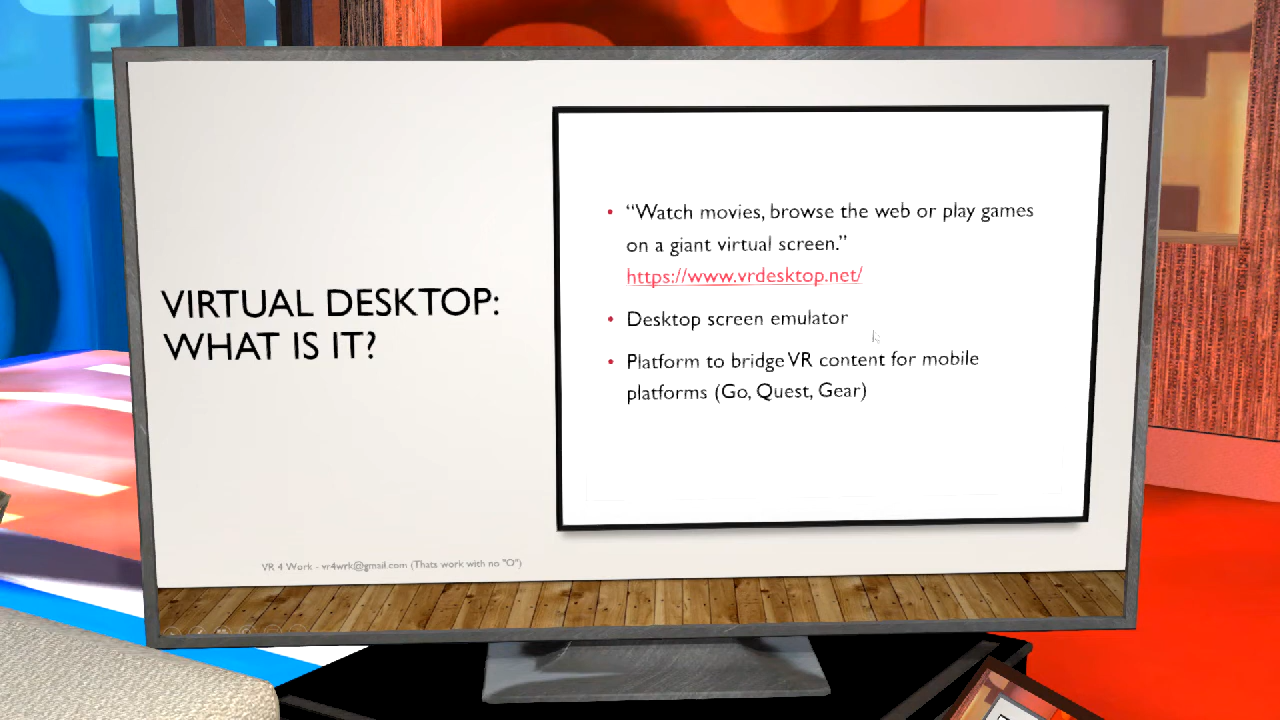 VIRTUAL DESKTOP:
WHAT IS IT?
• “Watch movies, browse the web or play games
on a giant virtual screen.”
https://www.vrdesktop.net/
• Desktop screen emulator
• Platform to bridge VR content for mobile
platforms (Go, Quest, Gear)
VR 4 Work - vr4wrk@gmail.com (Thats work with no "O")